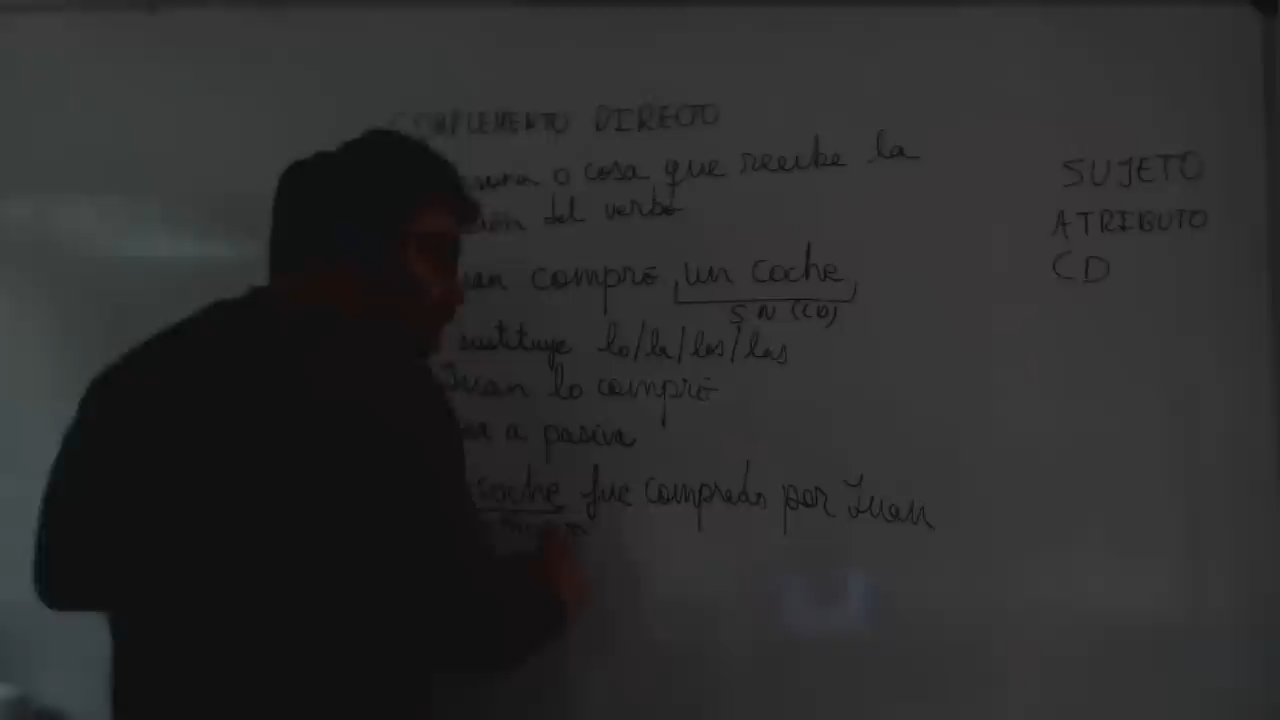 COMPLEMENTO DIRECTO
o cosa que recibe la
del verbo
compró un coche
SN (CD)
lo/la/los/las
Juan lo compró
a pasiva
coche fue comprado por Juan
SUJETO
ATRIBUTO
CD